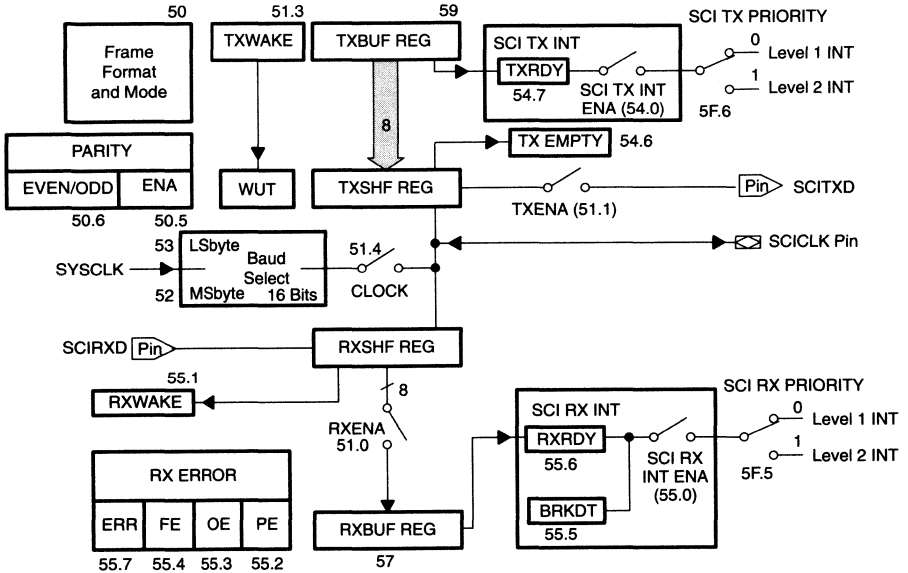 50
51.3
59
SCI TX PRIORITY
Frame
Format
and Mode
TXWAKE
TXBUF REG
SCI TX INT
TXRDY
54.7
SCI TX INT
ENA (54.0)
0
Level 1 INT
1
Level 2 INT
5F.6
8
TX EMPTY
54.6
PARITY
EVEN/ODD
ENA
50.6
50.5
WUT
TXSHF REG
TXENA (51.1)
Pin
SCITXD
53
LSbyte
Baud
Select
16 Bits
MSbyte
52
SYSCLK
51.4
CLOCK
SCICLK Pin
SCIRXD
Pin
RXSHF REG
55.1
RXWAKE
8
RXENA
51.0
SCI RX PRIORITY
SCI RX INT
RXRDY
55.6
SCI RX
INT ENA
(55.0)
BRKDT
55.5
0
Level 1 INT
1
Level 2 INT
5F.5
RX ERROR
ERR
FE
OE
PE
55.7
55.4
55.3
55.2
RXBUF REG
57